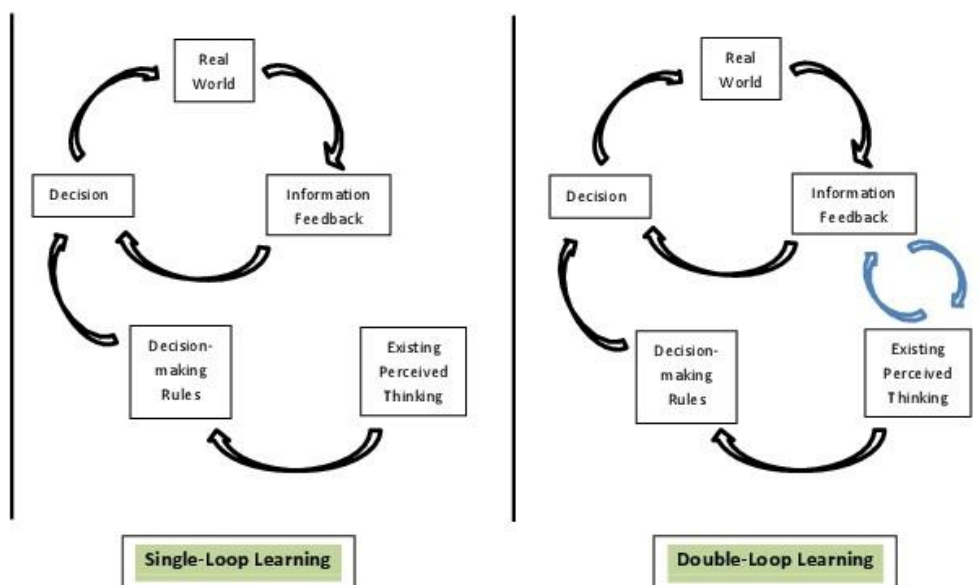 Real
World
Decision
Information
Feedback
Decision-
making
Rules
Existing
Perceived
Thinking
Single-Loop Learning
Real
World
Decision
Information
Feedback
Decision-
making
Rules
Existing
Perceived
Thinking
Double-Loop Learning